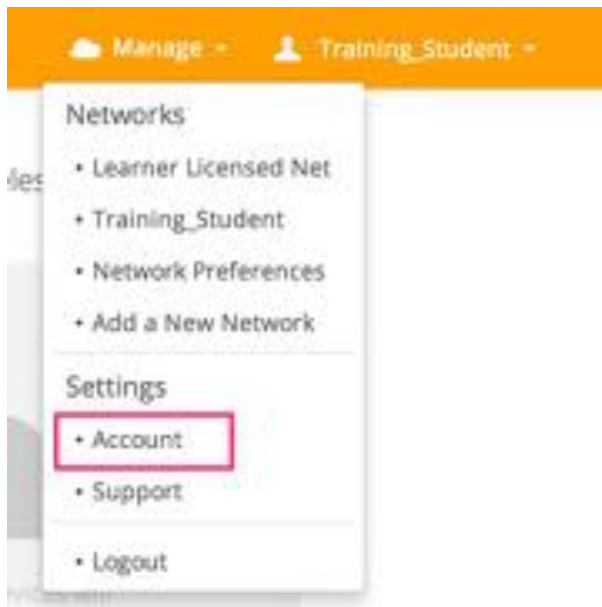 Manage
Training_Student
Networks
• Learner Licensed Net
• Training_Student
• Network Preferences
• Add a New Network
Settings
• Account
• Support
• Logout